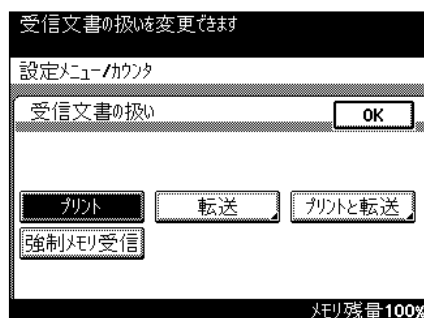 受信文書の扱いを変更できます
設定メニュー/カウンタ
受信文書の扱い
OK
プリント 転送 プリントと転送
強制メモリ受信
メモリ残量100%